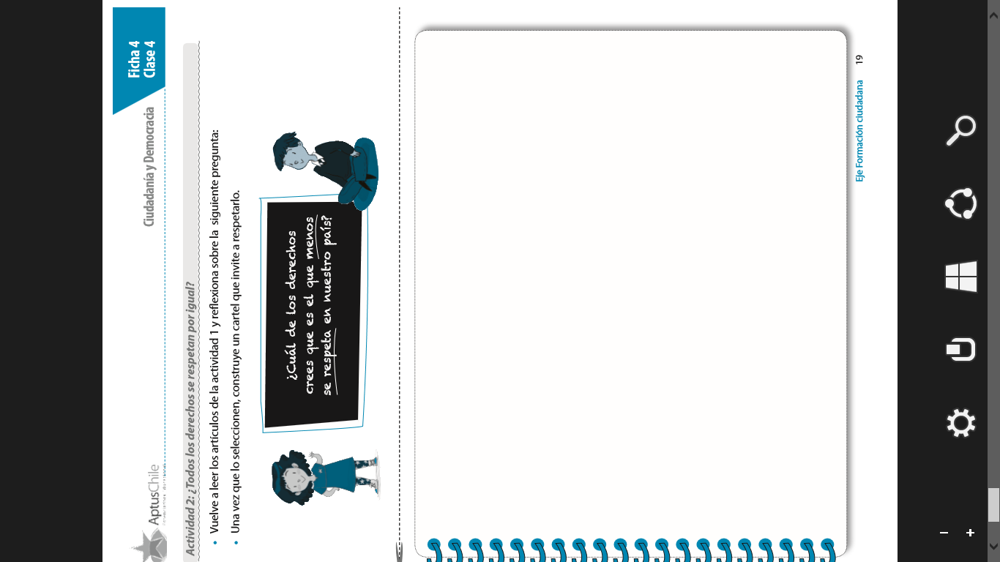 Ficha 4
Clase 4
Ciudadanía y Democracia
AptusChile
Actividad 2: ¿Todos los derechos se respetan por igual?
• Vuelve a leer los artículos de la actividad 1 y reflexiona sobre la siguiente pregunta:
• Una vez que lo seleccionen, construye un cartel que invite a respetarlo.
¿Cuál de los derechos
crees que es el que menos
se respeta en nuestro país?
Eje Formación ciudadana 19